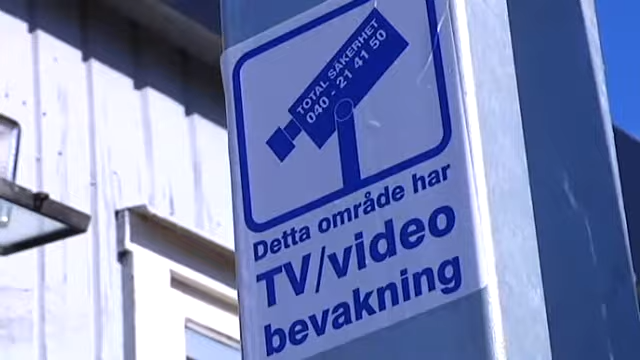 TOTAL SÄKERHET
040 - 21 41 50
Detta område har
TV/video
bevakning